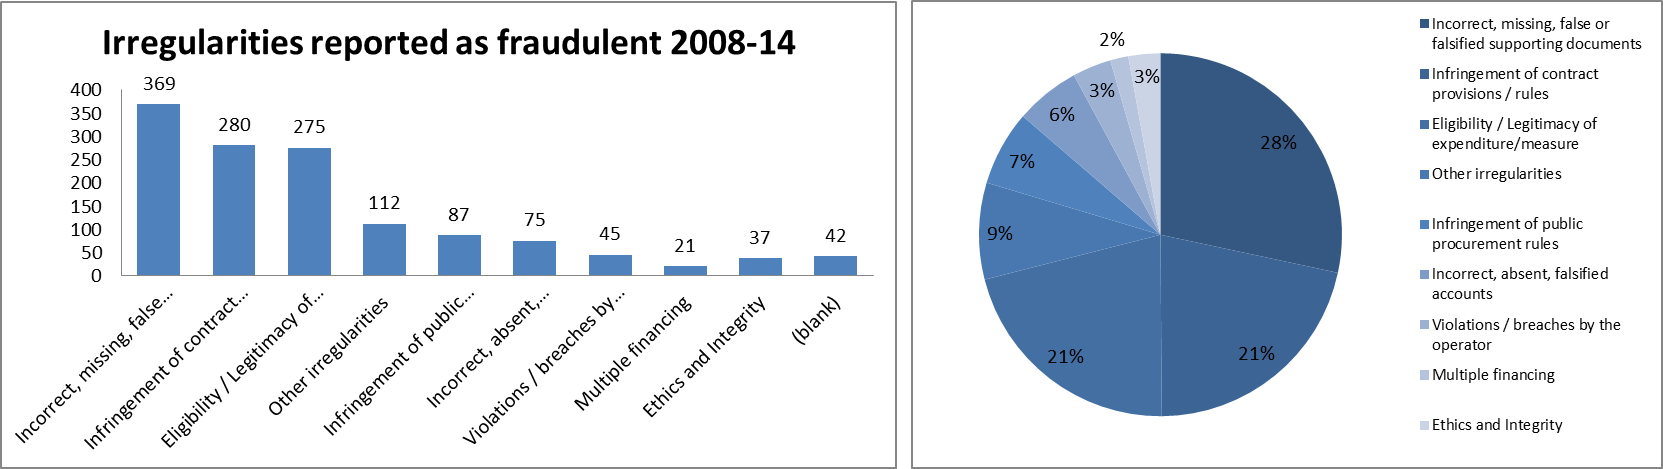 Irregularities reported as fraudulent 2008-14
400
350
300
250
200
150
100
50
0
369
280
275
112
87
75
45
21
37
42
Incorrect, missing, false...
Infringement of contract...
Eligibility / Legitimacy of...
Other irregularities
Infringement of public...
Incorrect, absent,...
Violations / breaches by...
Multiple financing
Ethics and Integrity
(blank)
28%
21%
21%
9%
7%
6%
3%
2%
3%
Incorrect, missing, false or
falsified supporting documents
Infringement of contract
provisions / rules
Eligibility / Legitimacy of
expenditure/measure
Other irregularities
Infringement of public
procurement rules
Incorrect, absent, falsified
accounts
Violations / breaches by the
operator
Multiple financing
Ethics and Integrity